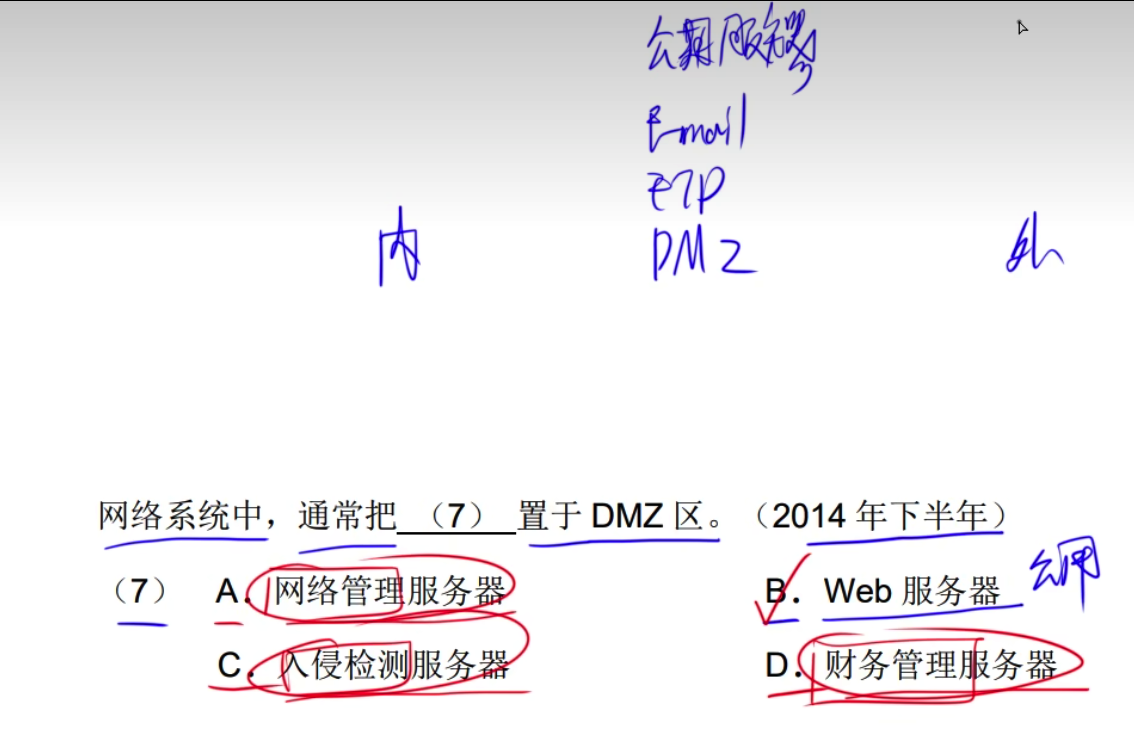 公用服务器
Email
FTP
内 DMZ 外
网络系统中，通常把 （7） 置于 DMZ 区。（2014 年下半年）
（7） A．网络管理服务器 B．Web 服务器 公用
C．入侵检测服务器 D．财务管理服务器